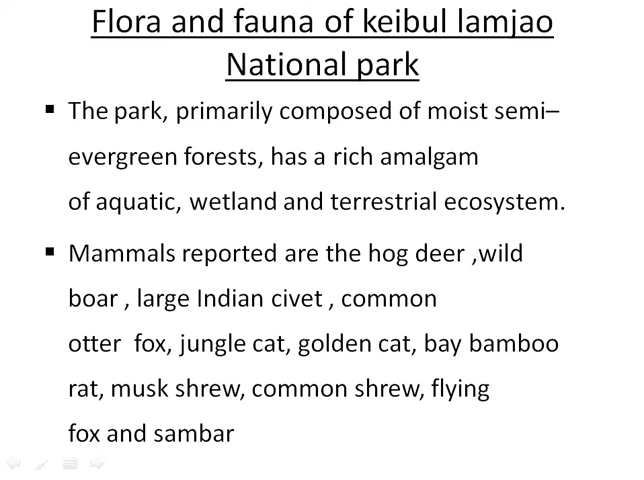 Flora and fauna of keibul lamjao
National park
▪ The park, primarily composed of moist semi–
evergreen forests, has a rich amalgam
of aquatic, wetland and terrestrial ecosystem.
▪ Mammals reported are the hog deer ,wild
boar , large Indian civet , common
otter  fox, jungle cat, golden cat, bay bamboo
rat, musk shrew, common shrew, flying
fox and sambar